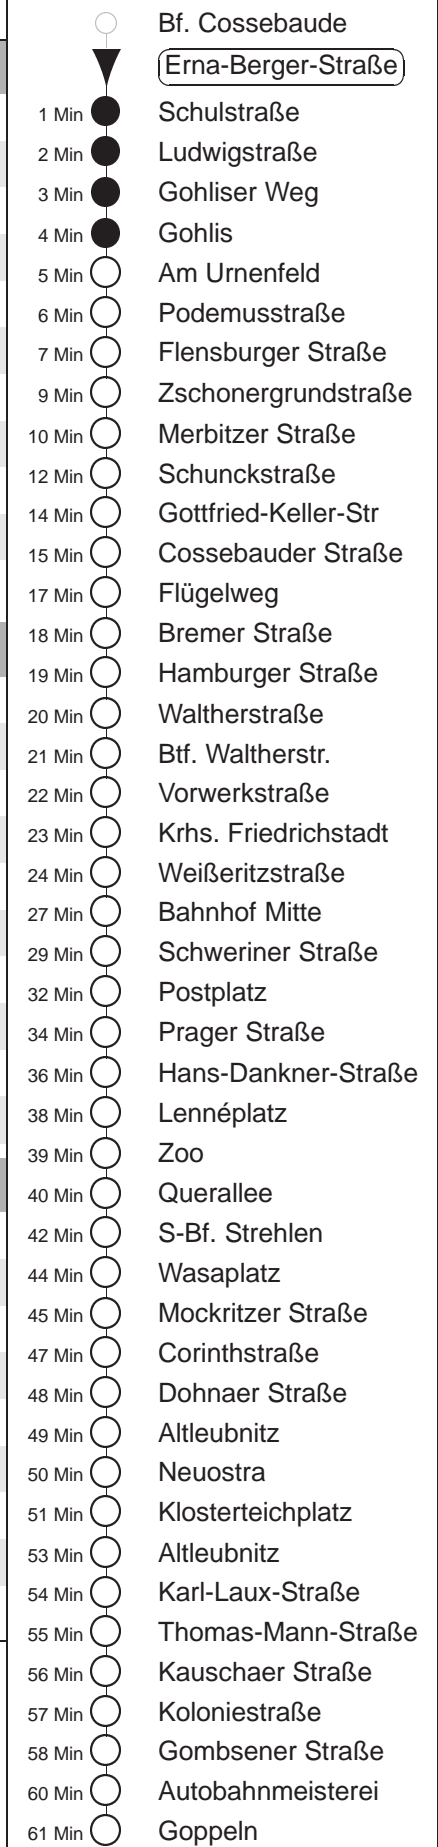 Bf. Cossebaude
Erna-Berger-Straße
1 Min Schulstraße
2 Min Ludwigstraße
3 Min Gohliser Weg
4 Min Gohlis
5 Min Am Urnenfeld
6 Min Podemusstraße
7 Min Flensburger Straße
9 Min Zschonergrundstraße
10 Min Merbitzer Straße
12 Min Schunckstraße
14 Min Gottfried-Keller-Str
15 Min Cossebauder Straße
17 Min Flügelweg
18 Min Bremer Straße
19 Min Hamburger Straße
20 Min Waltherstraße
21 Min Btf. Waltherstr.
22 Min Vorwerkstraße
23 Min Krhs. Friedrichstadt
24 Min Weißeritzstraße
27 Min Bahnhof Mitte
29 Min Schweriner Straße
32 Min Postplatz
34 Min Prager Straße
36 Min Hans-Dankner-Straße
38 Min Lennéplatz
39 Min Zoo
40 Min Querallee
42 Min S-Bf. Strehlen
44 Min Wasaplatz
45 Min Mockritzer Straße
47 Min Corinthstraße
48 Min Dohnaer Straße
49 Min Altleubnitz
50 Min Neuostra
51 Min Klosterteichplatz
53 Min Altleubnitz
54 Min Karl-Laux-Straße
55 Min Thomas-Mann-Straße
56 Min Kauschaer Straße
57 Min Koloniestraße
58 Min Gombsener Straße
60 Min Autobahnmeisterei
61 Min Goppeln